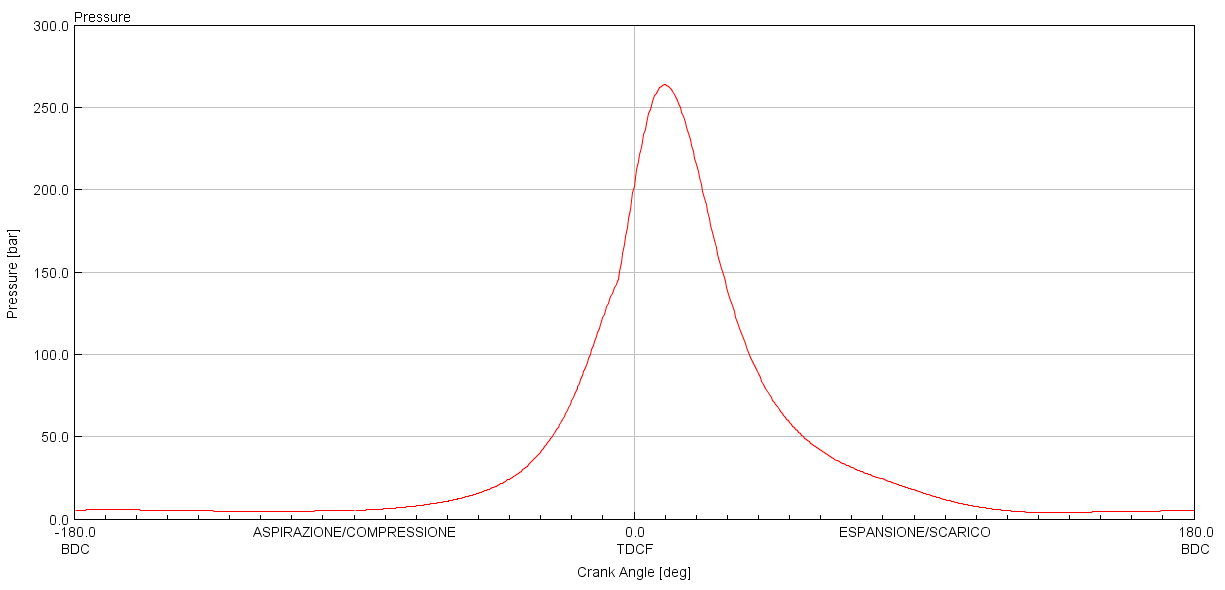 Pressure
300.0
250.0
200.0
150.0
100.0
50.0
0.0
Pressure [bar]
-180.0 ASPIRAZIONE/COMPRESSIONE 0.0 ESPANSIONE/SCARICO 180.0
BDC TDCF BDC
Crank Angle [deg]